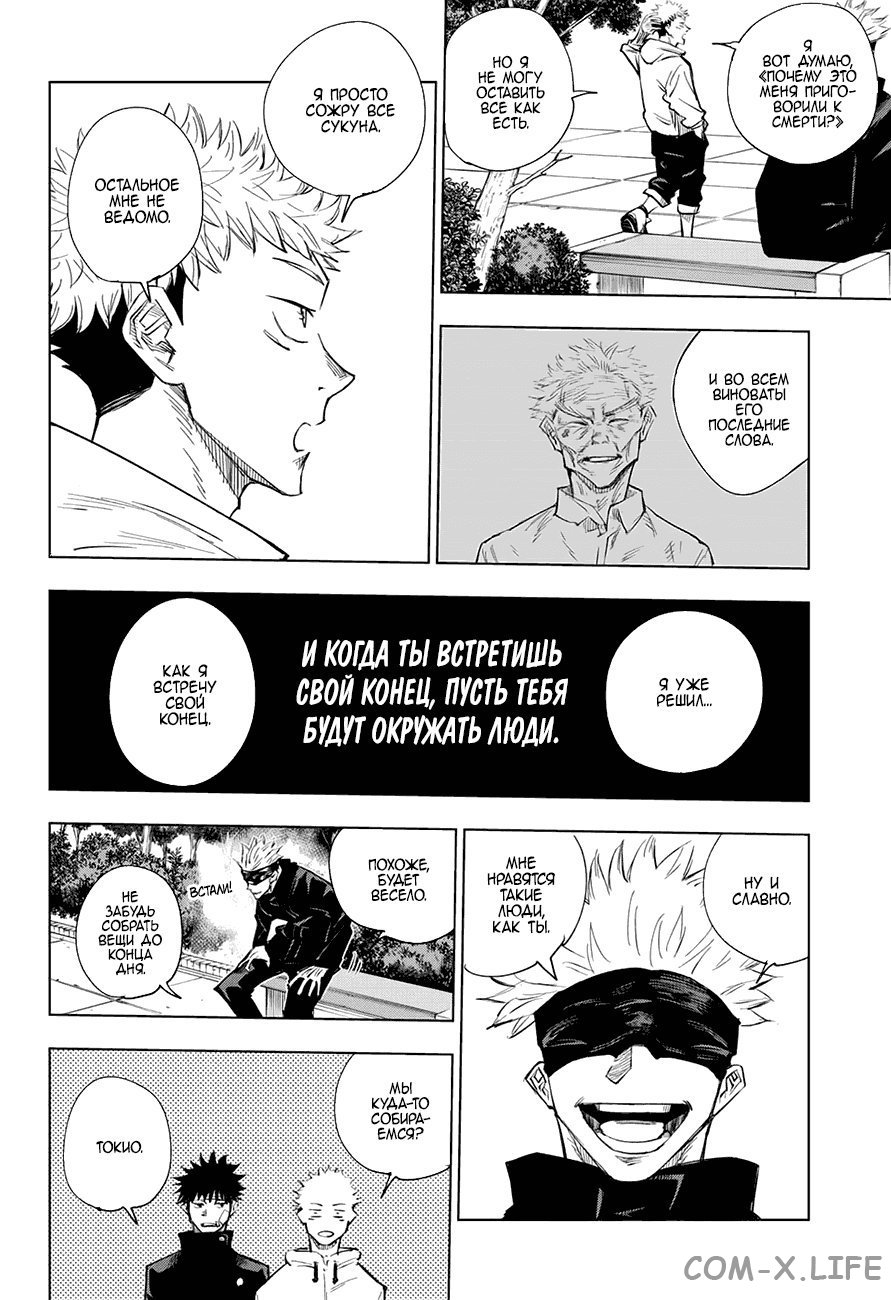 Я
ВОТ ДУМАЮ,
«ПОЧЕМУ ЭТО
МЕНЯ ПРИГО-
ВОРИЛИ К
СМЕРТИ?»
НО Я
НЕ МОГУ
ОСТАВИТЬ
ВСЕ КАК
ЕСТЬ.
Я ПРОСТО
СОЖРУ ВСЕ
СУКУНА.
ОСТАЛЬНОЕ
МНЕ НЕ
ВЕДОМО.
И ВО ВСЕМ
ВИНОВАТЫ
ЕГО
ПОСЛЕДНИЕ
СЛОВА.
Я УЖЕ
РЕШИЛ...
И КОГДА ТЫ ВСТРЕТИШЬ
СВОЙ КОНЕЦ, ПУСТЬ ТЕБЯ
БУДУТ ОКРУЖАТЬ ЛЮДИ.
КАК Я
ВСТРЕЧУ
СВОЙ
КОНЕЦ.
НУ И
СЛАВНО.
МНЕ
НРАВЯТСЯ
ТАКИЕ
ЛЮДИ,
КАК ТЫ.
ПОХОЖЕ,
БУДЕТ
ВЕСЕЛО.
ВСТАЛИ!
НЕ
ЗАБУДЬ
СОБРАТЬ
ВЕЩИ ДО
КОНЦА
ДНЯ.
МЫ
КУДА-ТО
СОБИРА-
ЕМСЯ?
ТОКИО.
COM-X.LIFE